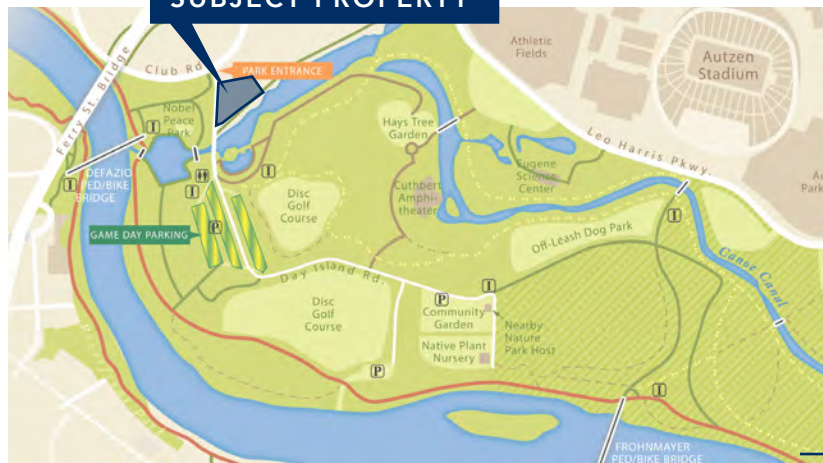 SUBJECT PROPERTY
Athletic
Fields
Autzen
Stadium
Club Rd.
PARK ENTRANCE
Ferry St. Bridge
Nobel
Peace
Park
Hays Tree
Garden
Leo Harris Pkwy.
DEFAZIO
PED/BIKE
BRIDGE
Eugene
Science
Center
Disc
Golf
Course
Cuthbert
Amphi-
theater
P
GAME DAY PARKING
Off-Leash Dog Park
Canoe Canal
Day Island Rd.
Disc
Golf
Course
P
Community
Garden
Nearby
Nature
Park Host
Native Plant
Nursery
P
FROHNMAYER
PED/BIKE BRIDGE